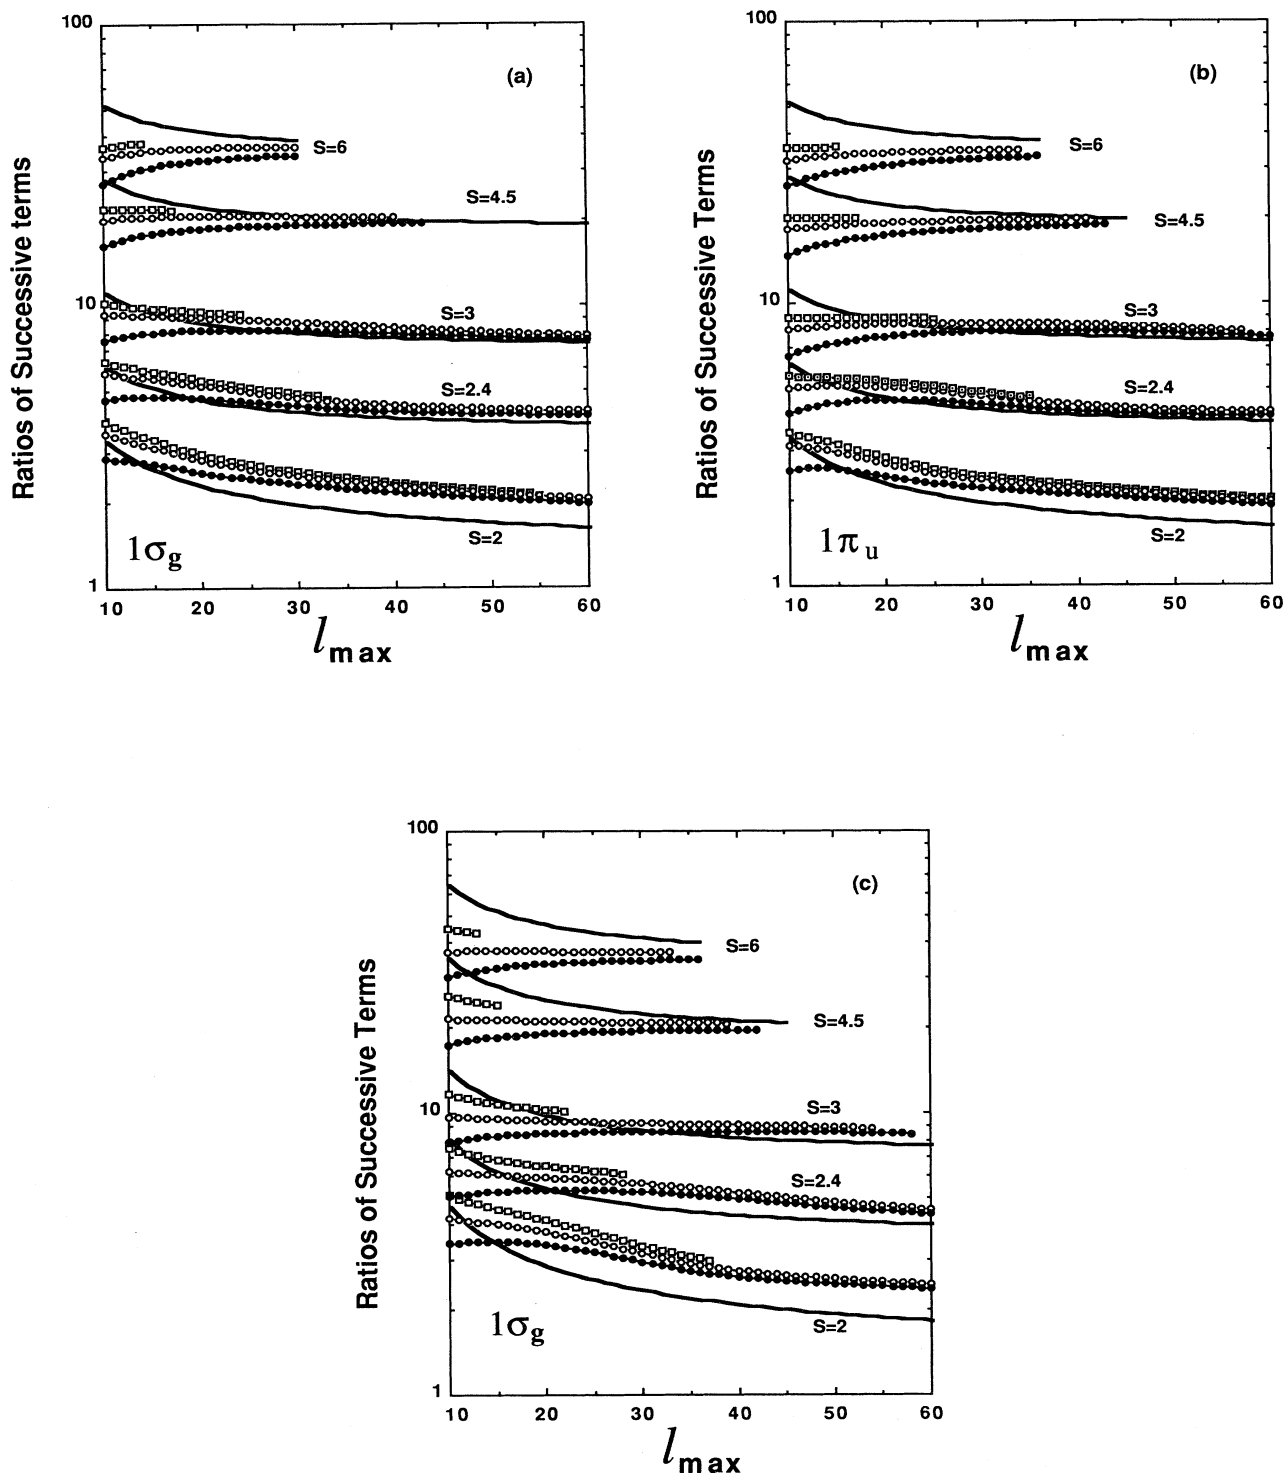 100
10
1
Ratios of Successive terms
(a)
S=6
S=4.5
S=3
S=2.4
S=2
1σg
10 20 30 40 50 60
lmax
100
10
1
Ratios of Successive Terms
(b)
S=6
S=4.5
S=3
S=2.4
S=2
1πu
10 20 30 40 50 60
lmax
100
10
1
Ratios of Successive Terms
(c)
S=6
S=4.5
S=3
S=2.4
S=2
1σg
10 20 30 40 50 60
lmax